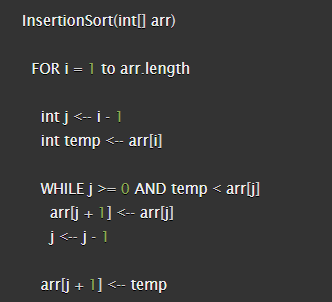 InsertionSort(int[] arr)
FOR i = 1 to arr.length
int j <-- i - 1
int temp <-- arr[i]
WHILE j >= 0 AND temp < arr[j]
arr[j + 1] <-- arr[j]
j <-- j - 1
arr[j + 1] <-- temp